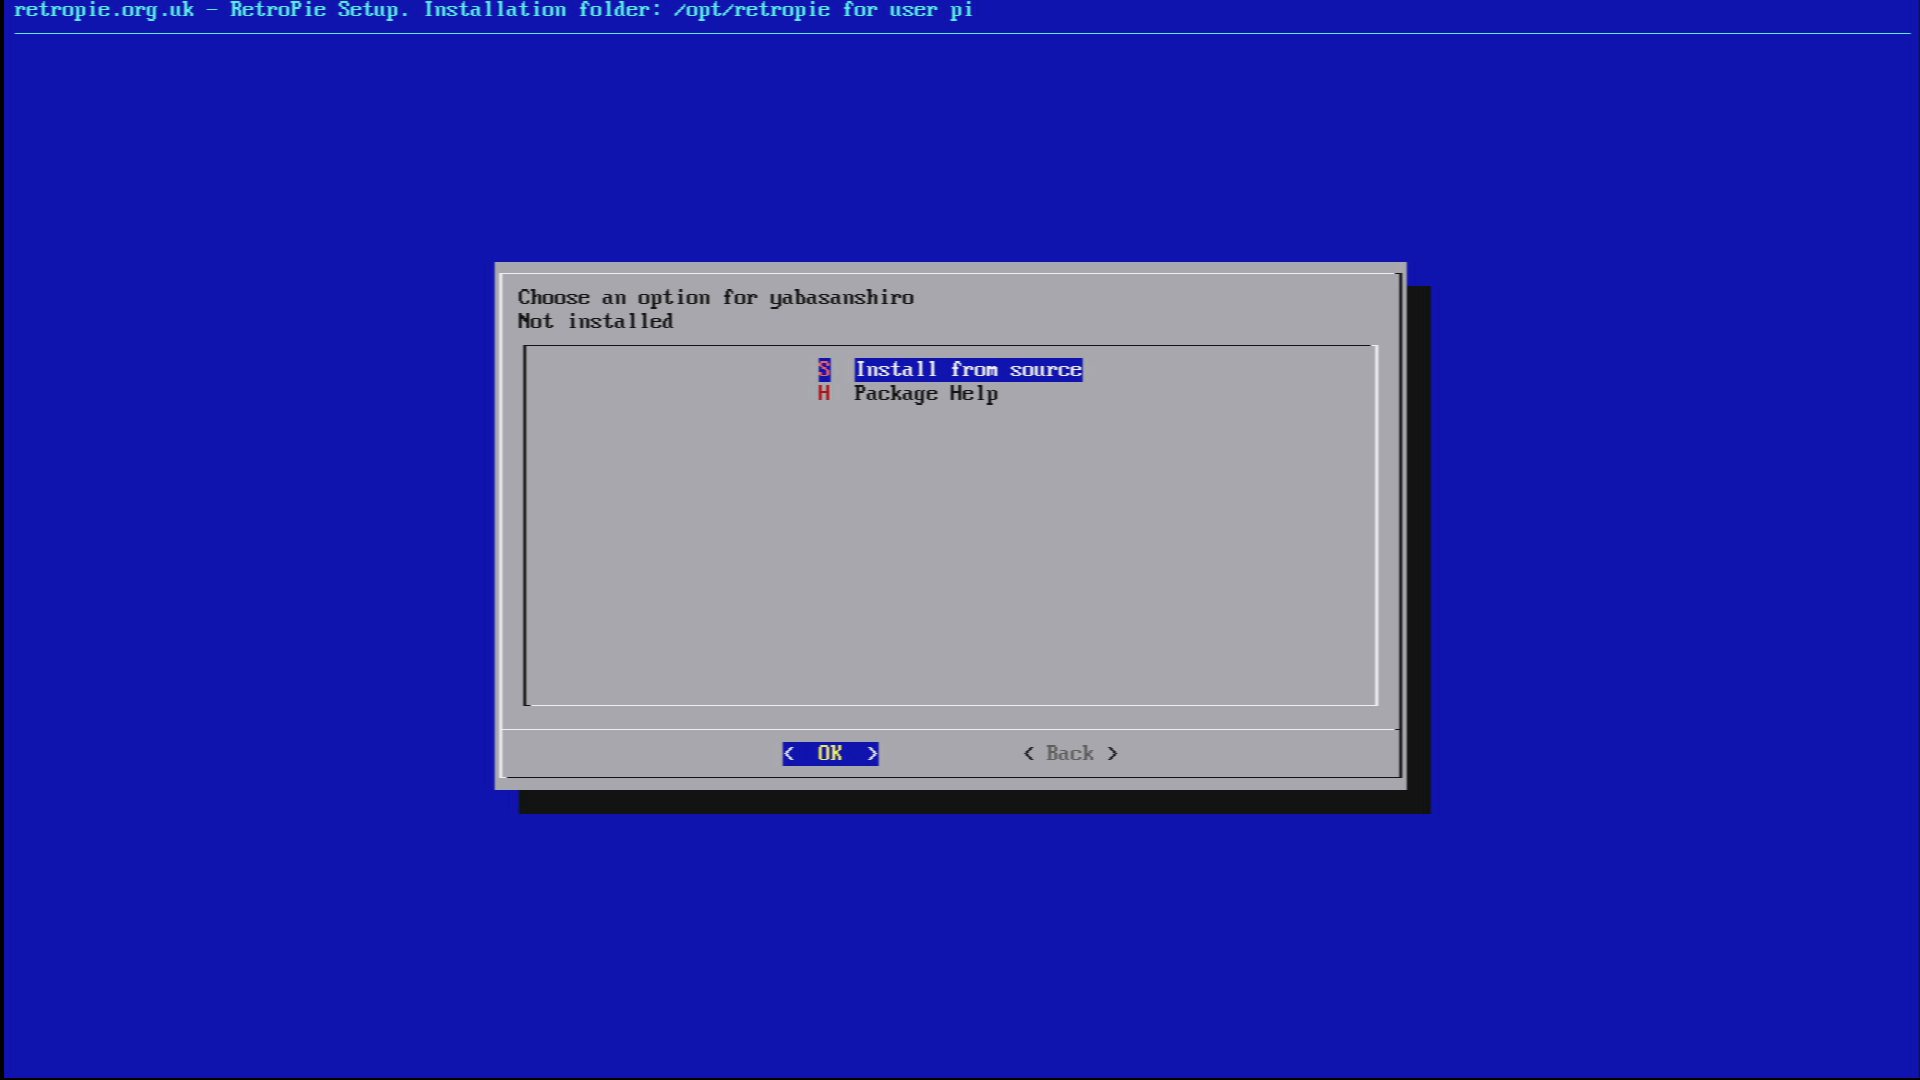 retropie.org.uk - RetroPie Setup. Installation folder: /opt/retropie for user pi
Choose an option for yabasanshiro
Not installed
S Install from source
H Package Help
< OK > < Back >